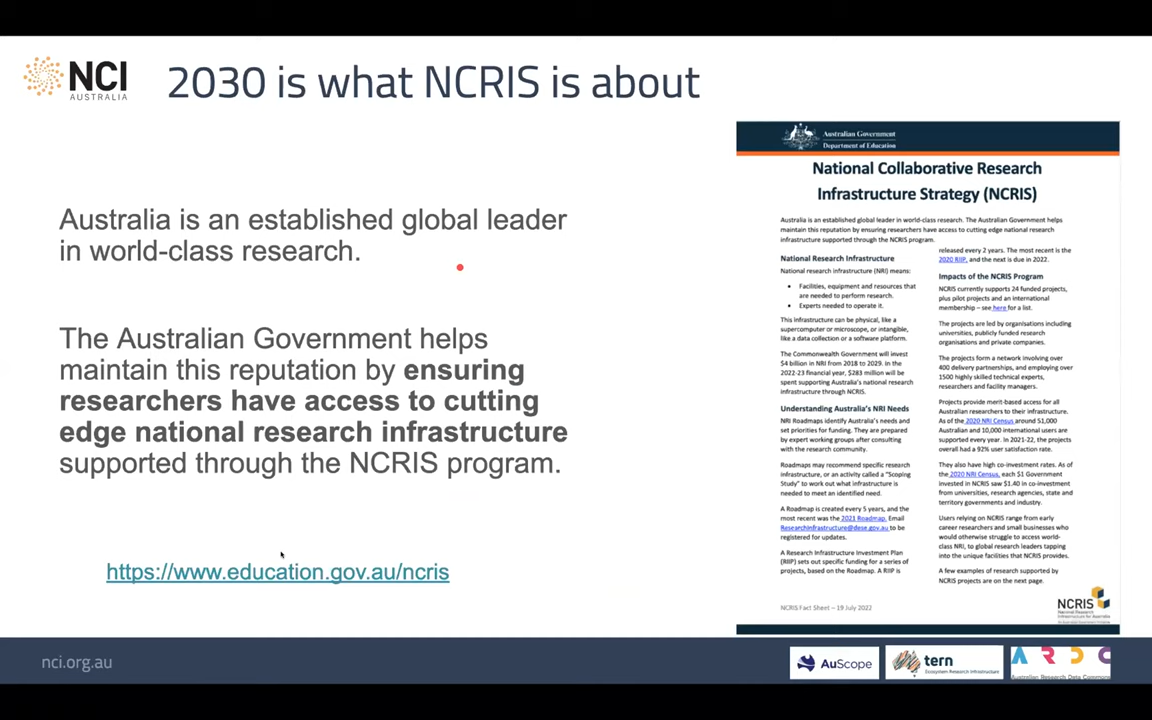 NCI
AUSTRALIA
2030 is what NCRIS is about
Australia is an established global leader
in world-class research.
The Australian Government helps
maintain this reputation by ensuring
researchers have access to cutting
edge national research infrastructure
supported through the NCRIS program.
https://www.education.gov.au/ncris
Australian Government
Department of Education
National Collaborative Research
Infrastructure Strategy (NCRIS)
Australia is an established global leader in world-class research. The Australian Government helps
maintain this reputation by ensuring researchers have access to cutting edge national research
infrastructure supported through the NCRIS program.
National Research Infrastructure
National research infrastructure (NRI) means:
• Facilities, equipment and resources that
are needed to perform research.
• Experts needed to operate it.
This infrastructure can be physical, like a
supercomputer or microscope, or intangible,
like a data collection or a software platform.
The Commonwealth Government will invest
$4 billion in NRI from 2018 to 2029. In the
2022-23 financial year, $283 million will be
spent supporting Australia's national research
infrastructure through NCRIS.
Understanding Australia's NRI Needs
NRI Roadmaps identify Australia's needs and
set priorities for funding. They are prepared
by expert working groups after consulting
with the research community.
Roadmaps may recommend specific research
infrastructure, or an activity called a "Scoping
Study" to work out what infrastructure is
needed to meet an identified need.
A Roadmap is created every 5 years, and the
most recent was the 2021 Roadmap. Email
ResearchInfrastructure@dese.gov.au to be
registered for updates.
A Research Infrastructure Investment Plan
(RIIP) sets out specific funding for a series of
projects, based on the Roadmap. A RIIP is
released every 2 years. The most recent is the
2020 RIIP, and the next is due in 2022.
Impacts of the NCRIS Program
NCRIS currently supports 24 funded projects,
plus pilot projects and an international
membership – see here for a list.
The projects are led by organisations including
universities, publicly funded research
organisations and private companies.
The projects form a network involving over
400 delivery partnerships, and employing over
1500 highly skilled technical experts,
researchers and facility managers.
Projects provide merit-based access for all
Australian researchers to their infrastructure.
As of the 2020 NRI Census around 51,000
Australian and 10,000 international users are
supported every year. In 2021-22, the projects
overall had a 92% user satisfaction rate.
They also have high co-investment rates. As of
the 2020 NRI Census, each $1 Government
invested in NCRIS saw $1.40 in co-investment
from universities, research agencies, state and
territory governments and industry.
Users relying on NCRIS range from early
career researchers and small businesses who
would otherwise struggle to access world-
class NRI, to global research leaders tapping
into the unique facilities that NCRIS provides.
A few examples of research supported by
NCRIS projects are on the next page.
NCRIS Fact Sheet – 19 July 2022
NCRIS
National Research
Infrastructure for Australia
An Australian Government Initiative
nci.org.au
AuScope
tern
Ecosystem Research Infrastructure
ARDC
Australian Research Data Commons